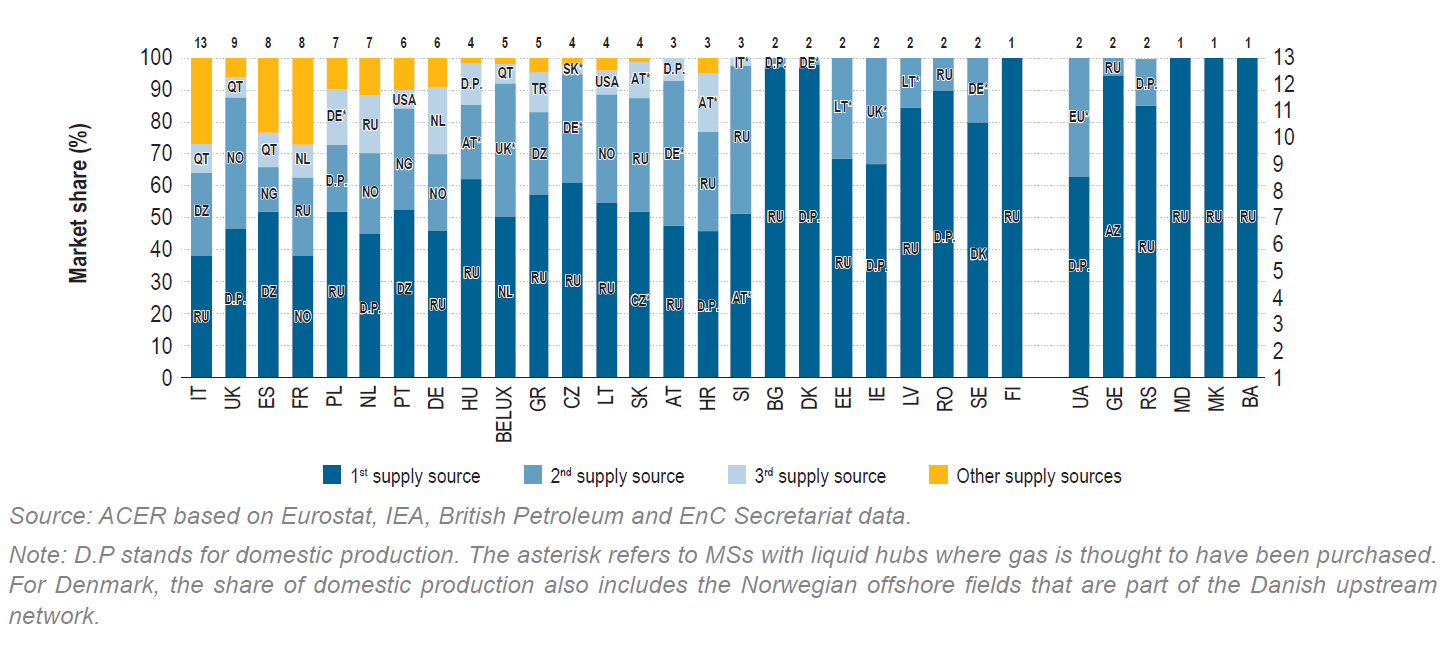 13 9 8 8 7 7 6 6 4 5 5 4 4 4 3 3 3 2 2 2 2 2 2 2 1 2 2 2 1 1 1
Market share (%)
100 90 80 70 60 50 40 30 20 10 0
13 12 11 10 9 8 7 6 5 4 3 2 1
QT DZ RU
QT NO D.P.
QT NG DZ
NL RU NO
DE* D.P. RU
RU NO D.P.
USA NG DZ
NL NO RU
D.P. AT* RU
QT UK* NL
TR DZ RU
SK* DE* RU
USA NO RU
AT* RU CZ*
D.P. DE* RU
AT* RU D.P.
IT* RU AT*
D.P. RU
DE* D.P.
LT* RU
UK* D.P.
LT* RU
RU D.P.
DE* DK
RU
EU* D.P.
RU AZ
D.P. RU
RU
RU
RU
IT UK ES FR PL NL PT DE HU BELUX GR CZ LT SK AT HR SI BG DK EE IE LV RO SE FI UA GE RS MD MK BA
1st supply source 2nd supply source 3rd supply source Other supply sources
Source: ACER based on Eurostat, IEA, British Petroleum and EnC Secretariat data.
Note: D.P stands for domestic production. The asterisk refers to MSs with liquid hubs where gas is thought to have been purchased.
For Denmark, the share of domestic production also includes the Norwegian offshore fields that are part of the Danish upstream
network.